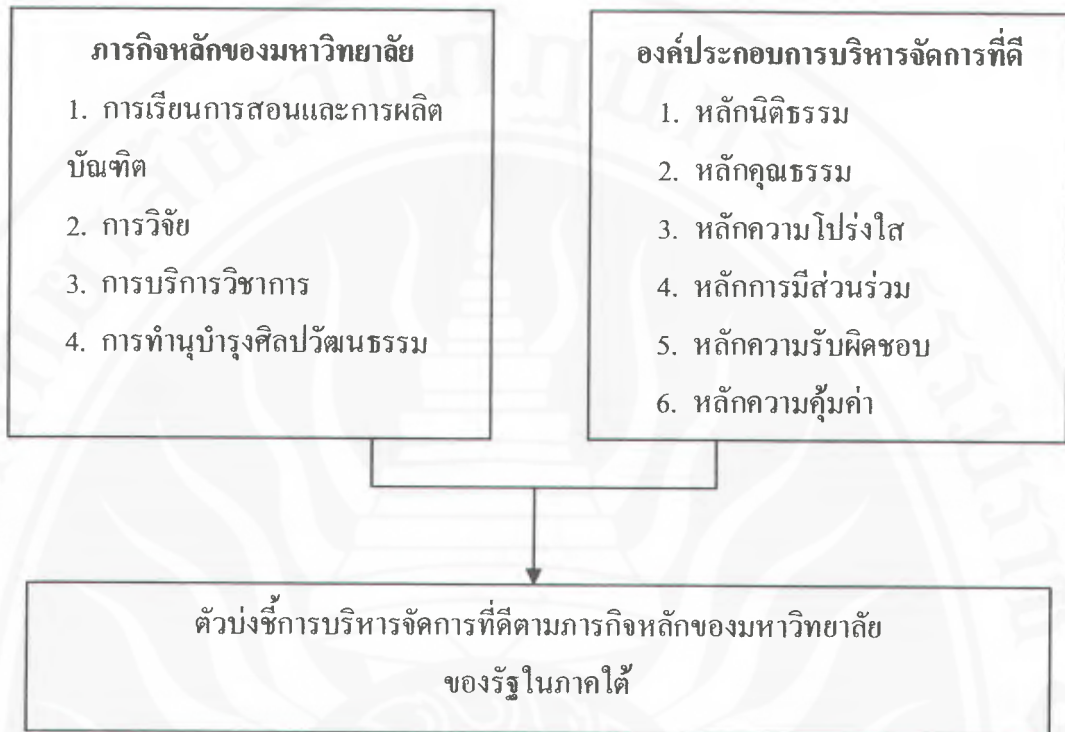 ภารกิจหลักของมหาวิทยาลัย
1. การเรียนการสอนและการผลิต
บัณฑิต
2. การวิจัย
3. การบริการวิชาการ
4. การทำนุบำรุงศิลปวัฒนธรรม
องค์ประกอบการบริหารจัดการที่ดี
1. หลักนิติธรรม
2. หลักคุณธรรม
3. หลักความโปร่งใส
4. หลักการมีส่วนร่วม
5. หลักความรับผิดชอบ
6. หลักความคุ้มค่า
ตัวบ่งชี้การบริหารจัดการที่ดีตามภารกิจหลักของมหาวิทยาลัย
ของรัฐในภาคใต้